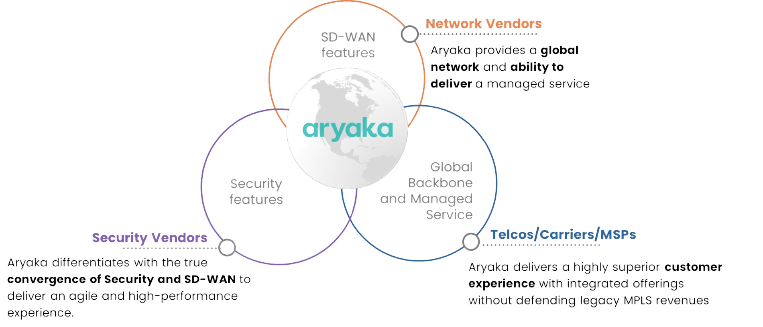 Network Vendors
SD-WAN
features
Aryaka provides a global
network and ability to
deliver a managed service
aryaka
Global
Backbone
and Managed
Service
Security
features
Security Vendors
Aryaka differentiates with the true
convergence of Security and SD-WAN to
deliver an agile and high-performance
experience.
Telcos/Carriers/MSPs
Aryaka delivers a highly superior customer
experience with integrated offerings
without defending legacy MPLS revenues